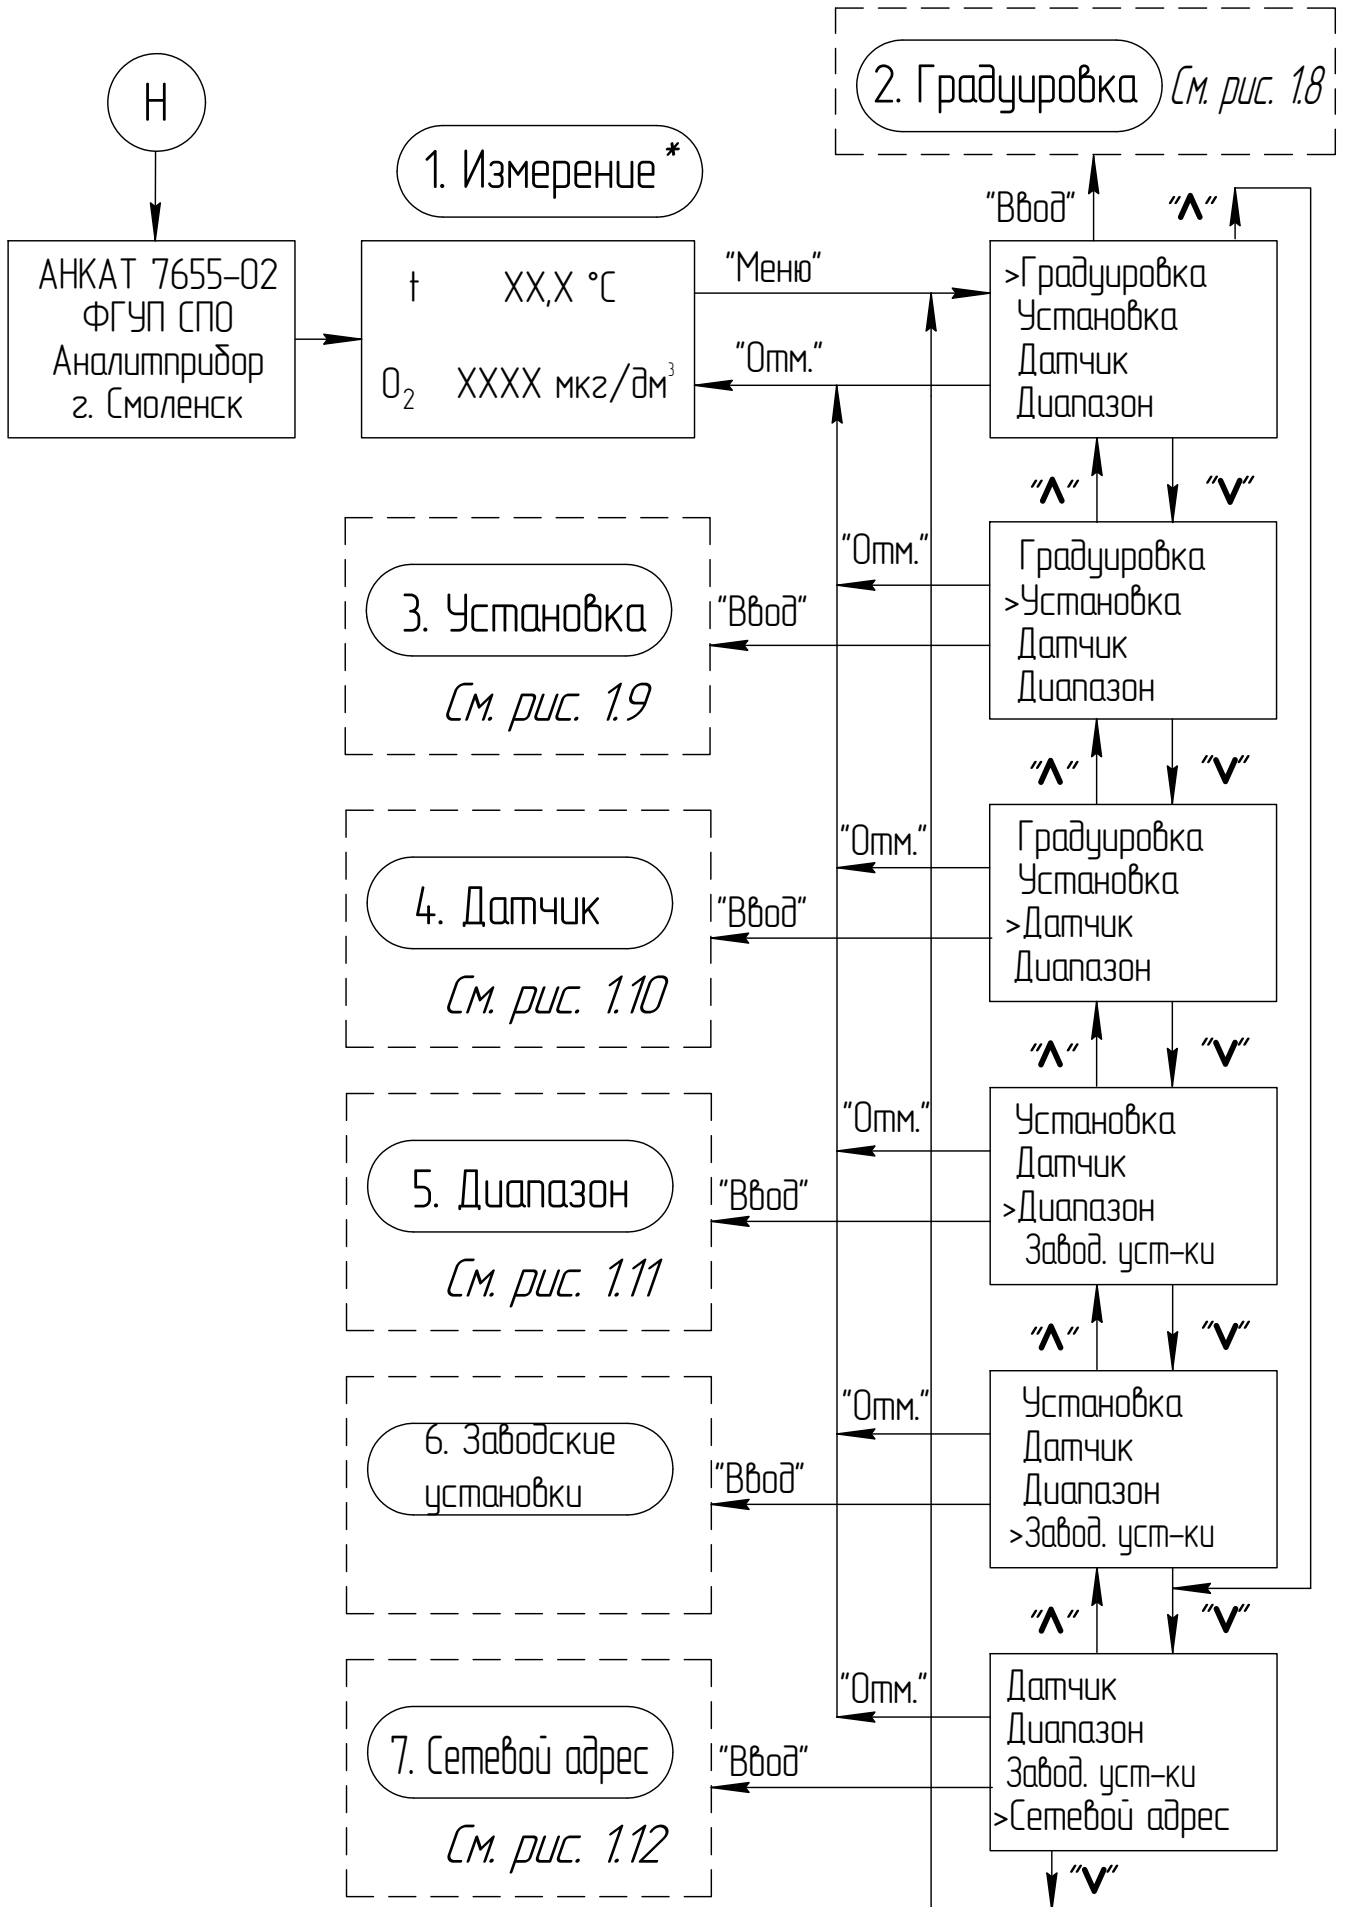 2. Градуировка
См. рис. 1.8
Н
1. Измерение*
"Ввод"
"Λ"
АНКАТ 7655-02
ФГУП СПО
Аналитприбор
г. Смоленск
t XX,X °С
O₂ XXXX мкг/дм³
"Меню"
"Отм."
>Градуировка
Установка
Датчик
Диапазон
"Λ"
"V"
3. Установка
См. рис. 1.9
"Отм."
"Ввод"
Градуировка
>Установка
Датчик
Диапазон
"Λ"
"V"
4. Датчик
См. рис. 1.10
"Отм."
"Ввод"
Градуировка
Установка
>Датчик
Диапазон
"Λ"
"V"
5. Диапазон
См. рис. 1.11
"Отм."
"Ввод"
Установка
Датчик
>Диапазон
Завод. уст-ки
"Λ"
"V"
6. Заводские
установки
"Отм."
"Ввод"
Установка
Датчик
Диапазон
>Завод. уст-ки
"Λ"
"V"
7. Сетевой адрес
См. рис. 1.12
"Отм."
"Ввод"
Датчик
Диапазон
Завод. уст-ки
>Сетевой адрес
"V"